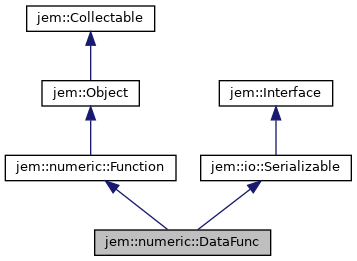 jem::Collectable
jem::Object
jem::Interface
jem::numeric::Function
jem::io::Serializable
jem::numeric::DataFunc